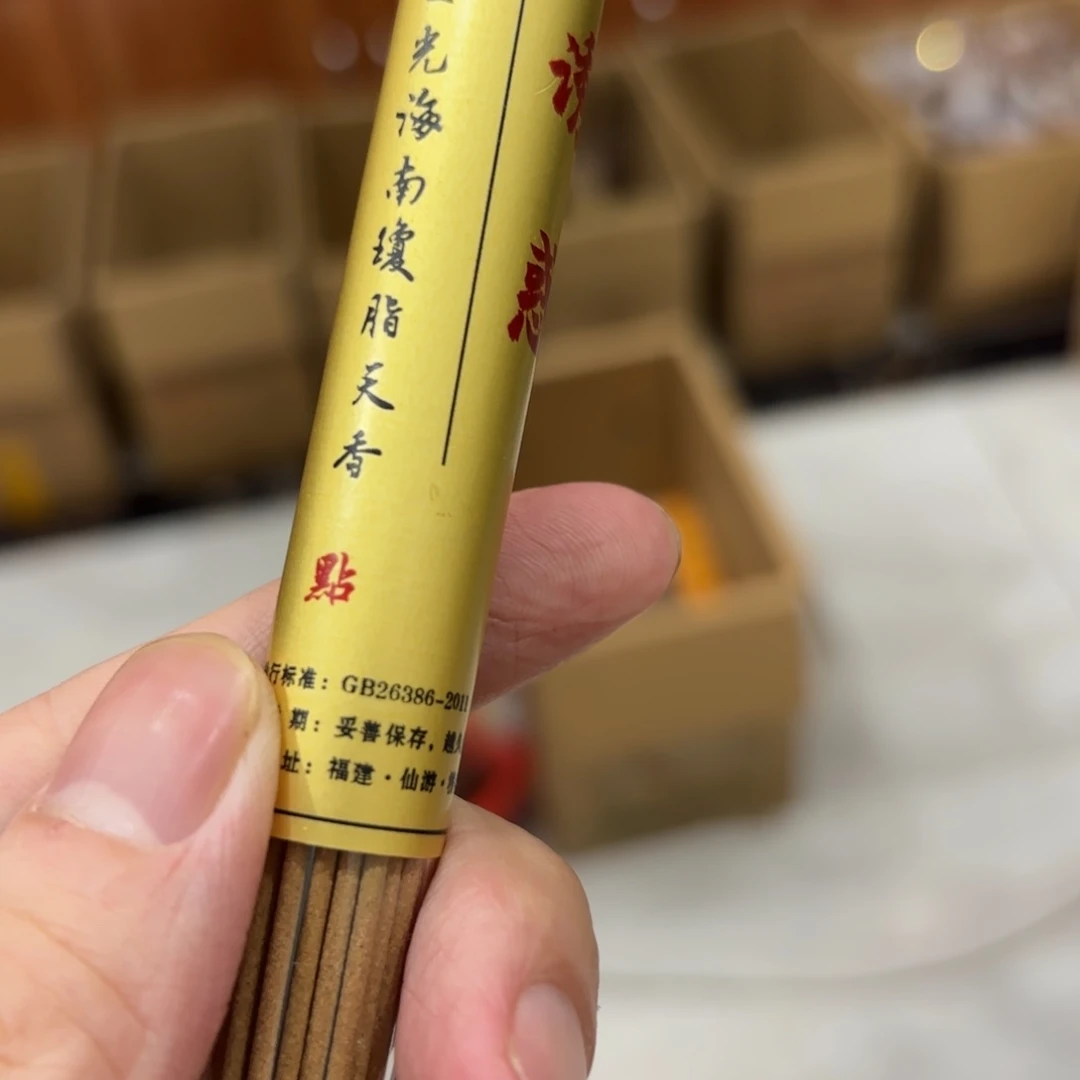 光海南瓊脂天香
點
行标准：GB26386-2011
期：妥善保存，越
址：福建·仙游·